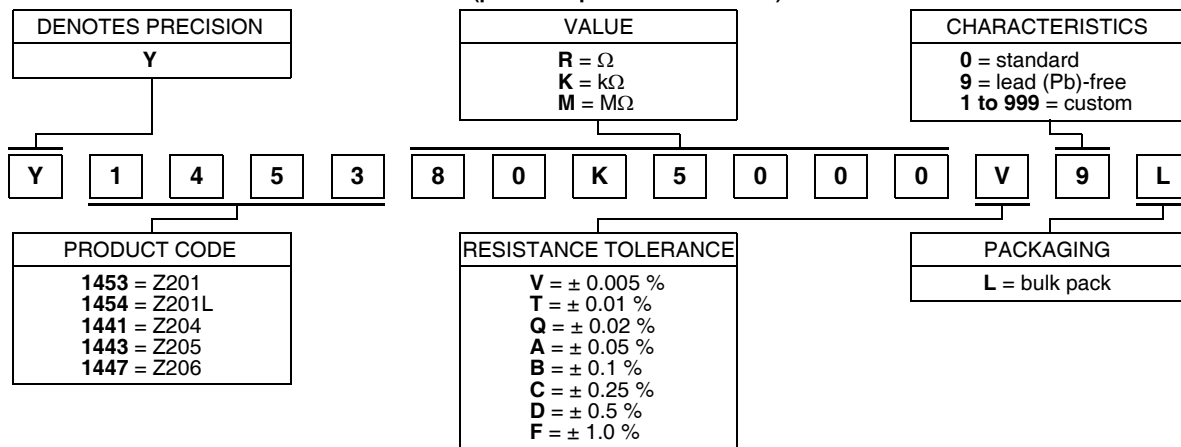 DENOTES PRECISION
Y
VALUE
R = Ω
K = kΩ
M = MΩ
CHARACTERISTICS
0 = standard
9 = lead (Pb)-free
1 to 999 = custom
Y 1 4 5 3 8 0 K 5 0 0 0 V 9 L
PRODUCT CODE
1453 = Z201
1454 = Z201L
1441 = Z204
1443 = Z205
1447 = Z206
RESISTANCE TOLERANCE
V = ± 0.005 %
T = ± 0.01 %
Q = ± 0.02 %
A = ± 0.05 %
B = ± 0.1 %
C = ± 0.25 %
D = ± 0.5 %
F = ± 1.0 %
PACKAGING
L = bulk pack